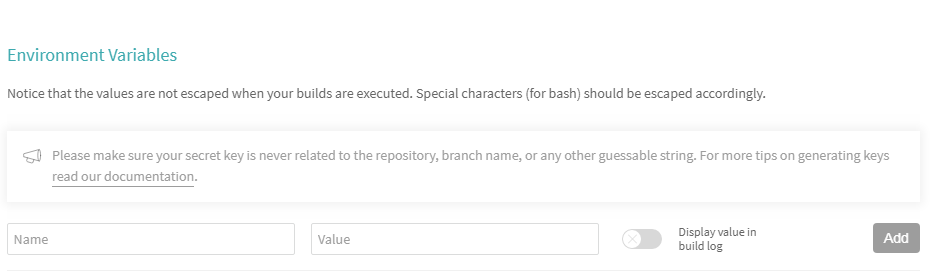 Environment Variables
Notice that the values are not escaped when your builds are executed. Special characters (for bash) should be escaped accordingly.
Please make sure your secret key is never related to the repository, branch name, or any other guessable string. For more tips on generating keys
read our documentation.
Name
Value
Display value in
build log
Add